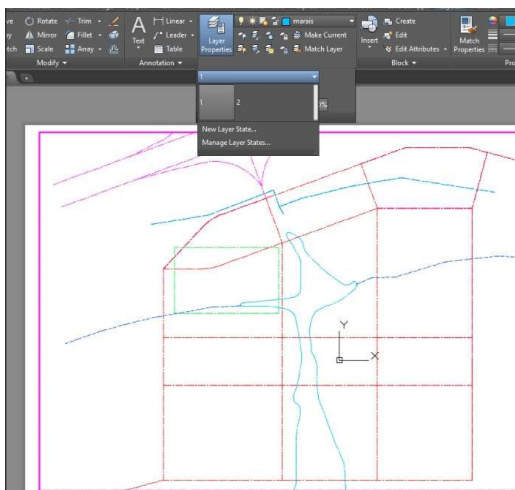 Rotate Trim
Mirror Fillet
Scale Array
Modify
Text
Linear
Leader
Table
Annotation
Layer
Properties
marais
Make Current
Match Layer
Insert
Create
Edit
Edit Attributes
Block
Match
Properties
1
1 2
New Layer State...
Manage Layer States...
Y
X